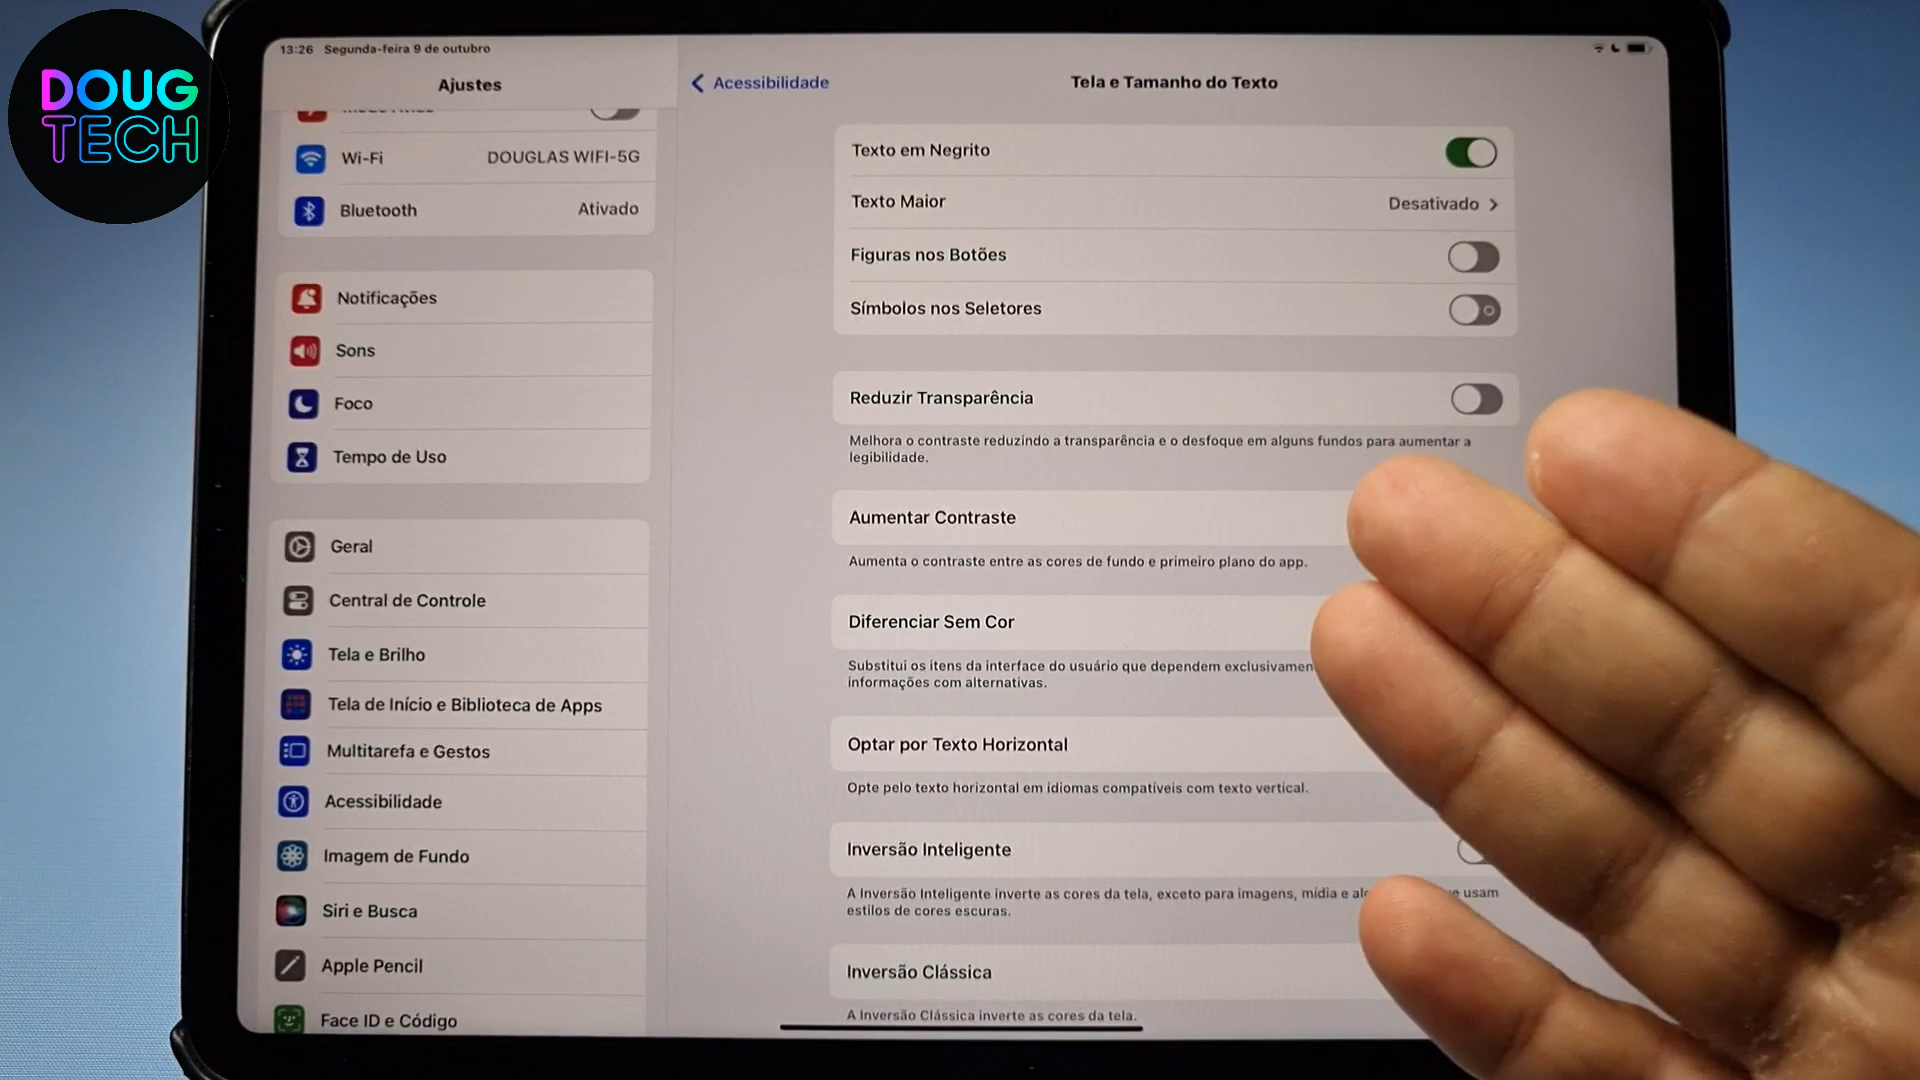 DOUG
TECH
13:26 Segunda-feira 9 de outubro
Ajustes
Wi-Fi DOUGLAS WIFI-5G
Bluetooth Ativado
Notificações
Sons
Foco
Tempo de Uso
Geral
Central de Controle
Tela e Brilho
Tela de Início e Biblioteca de Apps
Multitarefa e Gestos
Acessibilidade
Imagem de Fundo
Siri e Busca
Apple Pencil
Face ID e Código
Acessibilidade
Tela e Tamanho do Texto
Texto em Negrito
Texto Maior Desativado
Figuras nos Botões
Símbolos nos Seletores
Reduzir Transparência
Melhora o contraste reduzindo a transparência e o desfoque em alguns fundos para aumentar a
legibilidade.
Aumentar Contraste
Aumenta o contraste entre as cores de fundo e primeiro plano do app.
Diferenciar Sem Cor
Substitui os itens da interface do usuário que dependem
informações com alternativas.
Optar por Texto Horizontal
Opte pelo texto horizontal em idiomas compatíveis com texto vertical.
Inversão Inteligente
A Inversão Inteligente inverte as cores da tela, exceto para imagens, mídia e usam
estilos de cores escuras.
Inversão Clássica
A Inversão Clássica inverte as cores da tela.